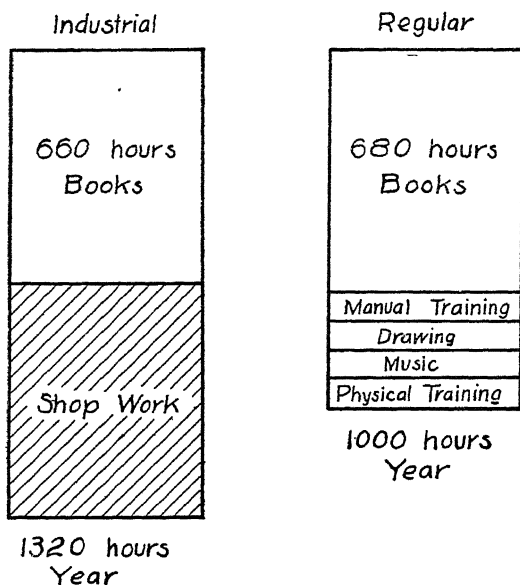 Industrial
660 hours
Books
Shop Work
1320 hours
Year
Regular
680 hours
Books
Manual Training
Drawing
Music
Physical Training
1000 hours
Year